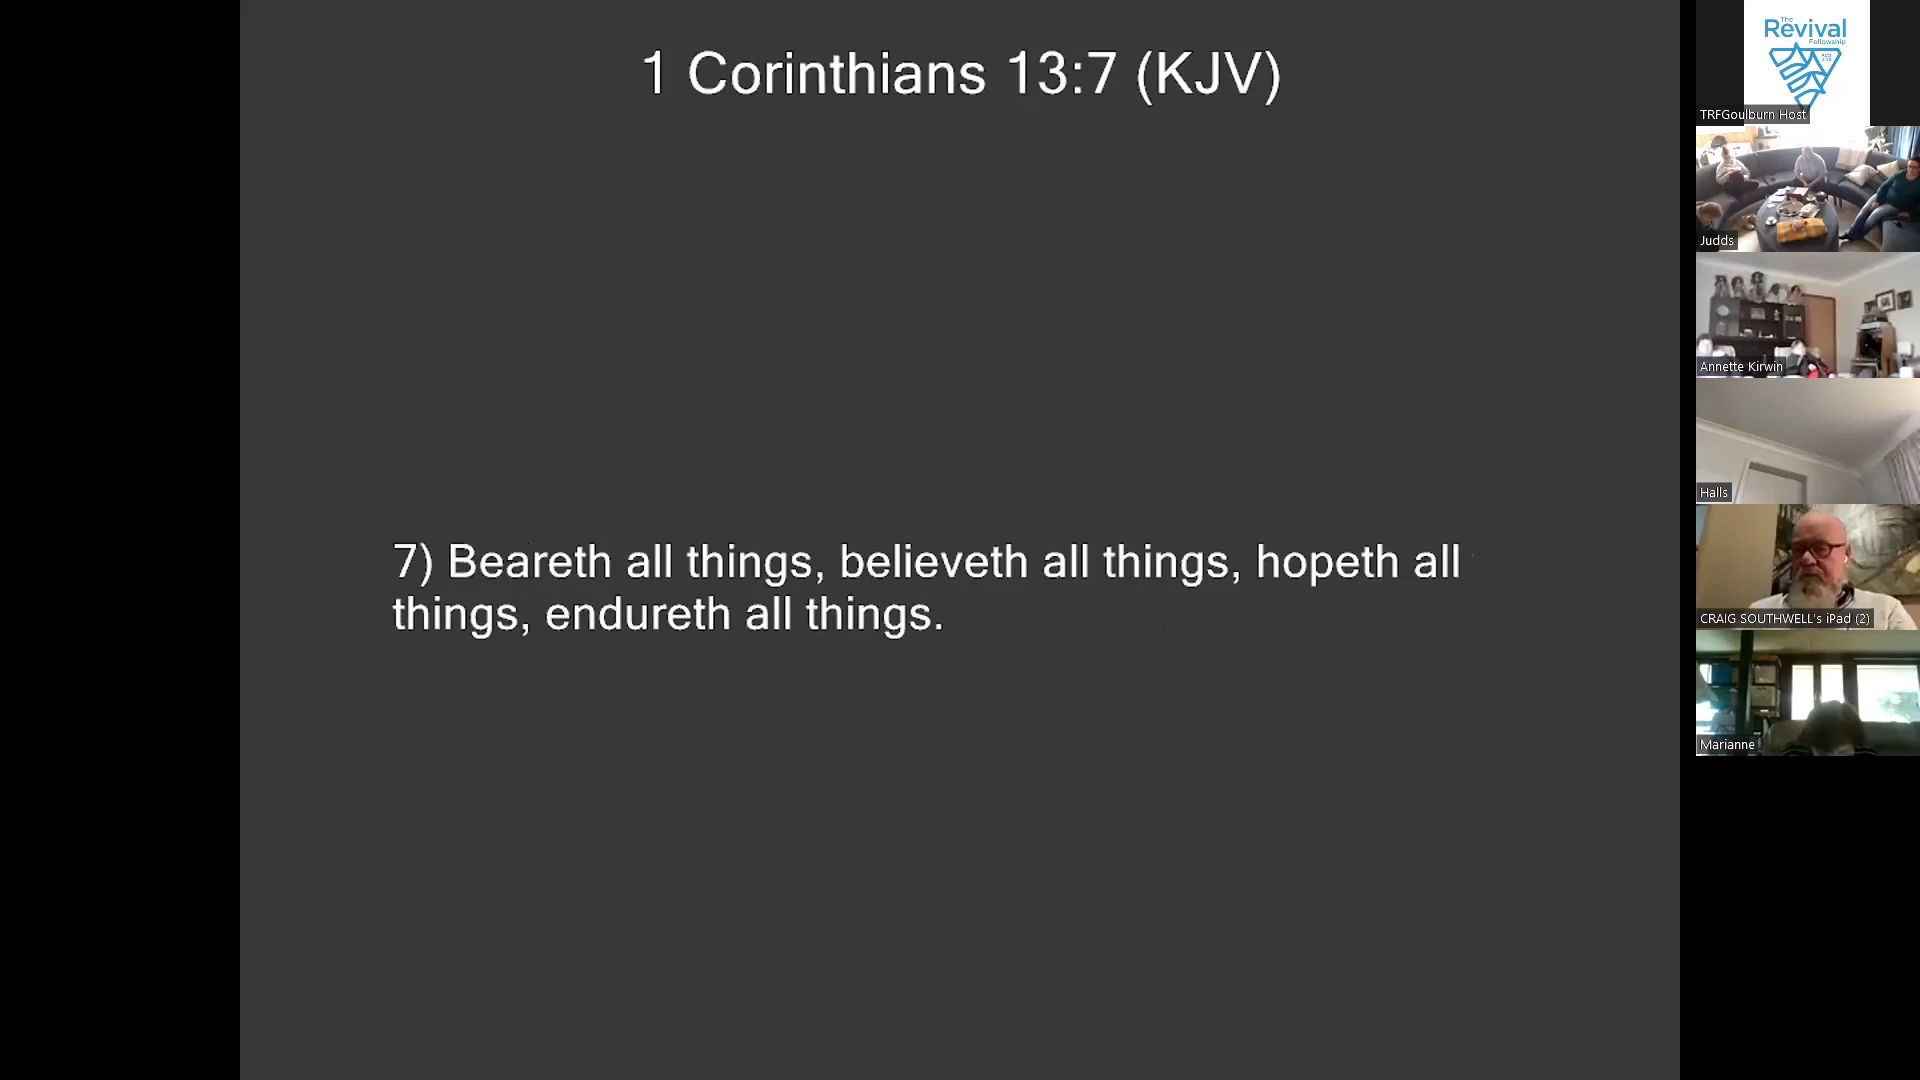 1 Corinthians 13:7 (KJV)
7) Beareth all things, believeth all things, hopeth all
things, endureth all things.
The
Revival
Fellowship
TRFGoulburn Host
Judds
Annette Kirwin
Halls
CRAIG SOUTHWELL's iPad (2)
Marianne